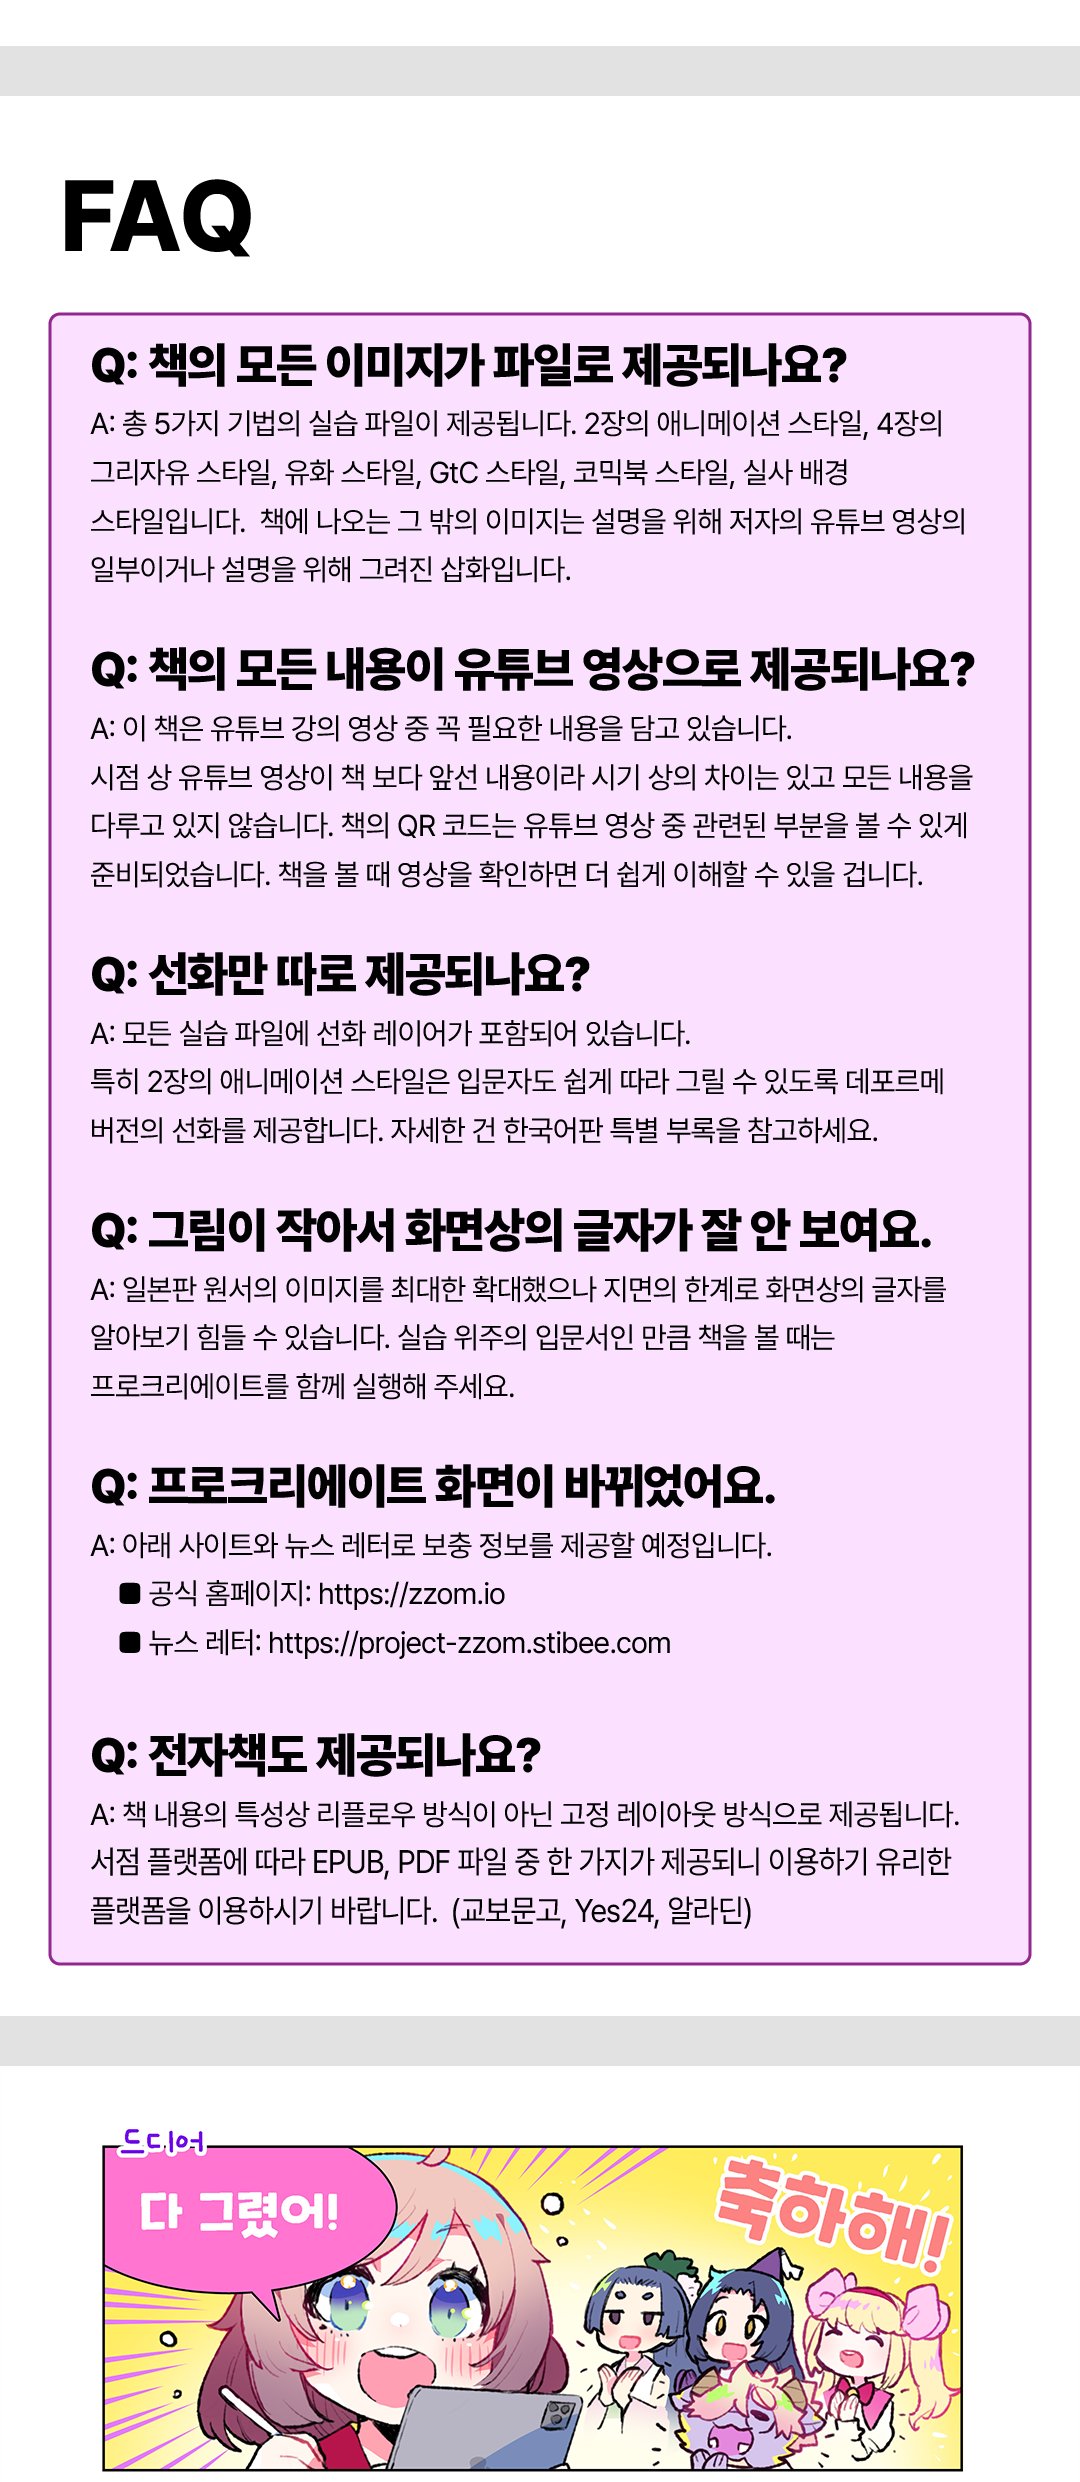 FAQ
Q: 책의 모든 이미지가 파일로 제공되나요?
A: 총 5가지 기법의 실습 파일이 제공됩니다. 2장의 애니메이션 스타일, 4장의
그리자유 스타일, 유화 스타일, GtC 스타일, 코믹북 스타일, 실사 배경
스타일입니다.  책에 나오는 그 밖의 이미지는 설명을 위해 저자의 유튜브 영상의
일부이거나 설명을 위해 그려진 삽화입니다.
Q: 책의 모든 내용이 유튜브 영상으로 제공되나요?
A: 이 책은 유튜브 강의 영상 중 꼭 필요한 내용을 담고 있습니다.
시점 상 유튜브 영상이 책 보다 앞선 내용이라 시기 상의 차이는 있고 모든 내용을
다루고 있지 않습니다. 책의 QR 코드는 유튜브 영상 중 관련된 부분을 볼 수 있게
준비되었습니다. 책을 볼 때 영상을 확인하면 더 쉽게 이해할 수 있을 겁니다.
Q: 선화만 따로 제공되나요?
A: 모든 실습 파일에 선화 레이어가 포함되어 있습니다.
특히 2장의 애니메이션 스타일은 입문자도 쉽게 따라 그릴 수 있도록 데포르메
버전의 선화를 제공합니다. 자세한 건 한국어판 특별 부록을 참고하세요.
Q: 그림이 작아서 화면상의 글자가 잘 안 보여요.
A: 일본판 원서의 이미지를 최대한 확대했으나 지면의 한계로 화면상의 글자를
알아보기 힘들 수 있습니다. 실습 위주의 입문서인 만큼 책을 볼 때는
프로크리에이트를 함께 실행해 주세요.
Q: 프로크리에이트 화면이 바뀌었어요.
A: 아래 사이트와 뉴스 레터로 보충 정보를 제공할 예정입니다.
■ 공식 홈페이지: https://zzom.io
■ 뉴스 레터: https://project-zzom.stibee.com
Q: 전자책도 제공되나요?
A: 책 내용의 특성상 리플로우 방식이 아닌 고정 레이아웃 방식으로 제공됩니다.
서점 플랫폼에 따라 EPUB, PDF 파일 중 한 가지가 제공되니 이용하기 유리한
플랫폼을 이용하시기 바랍니다.  (교보문고, Yes24, 알라딘)
드디어
다 그렸어!
축하해!